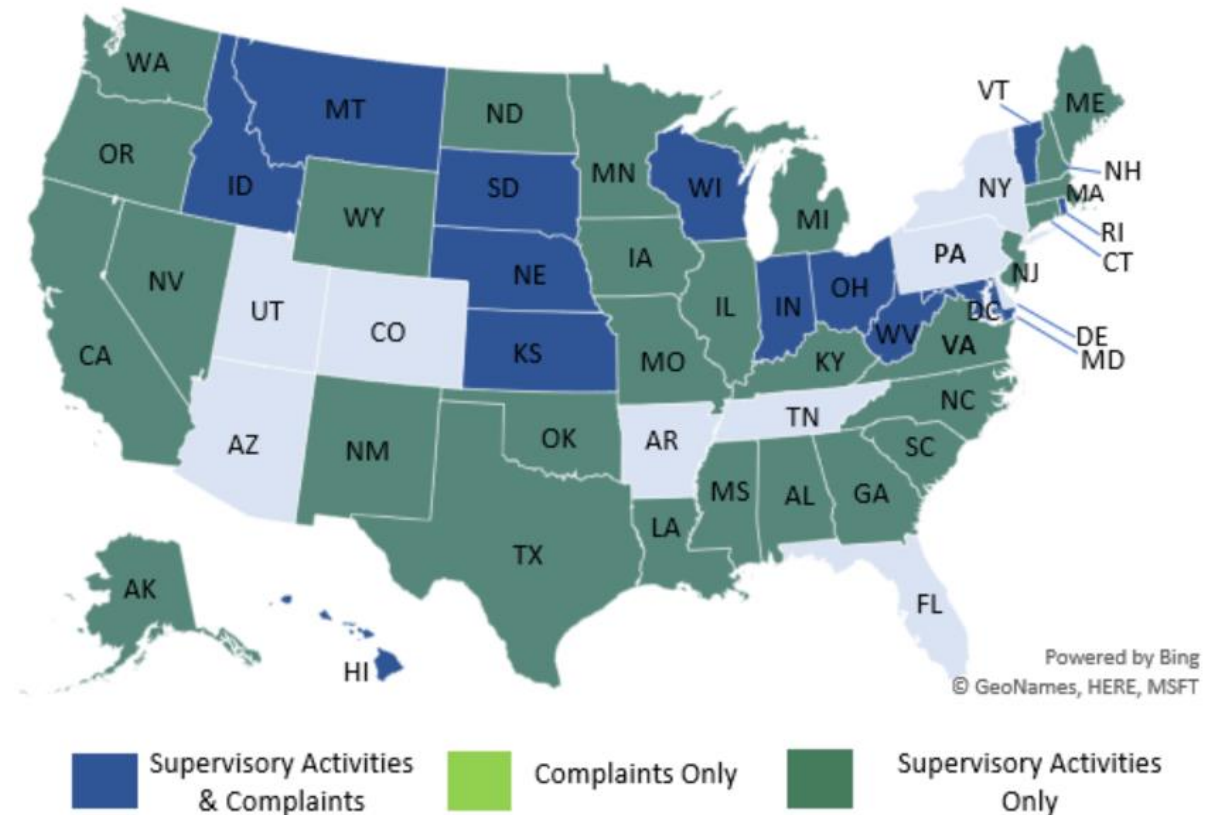 WA
MT
ND
VT
ME
OR
ID
SD
MN
WI
NY
NH
WY
MI
MA
RI
CT
PA
IA
NE
NV
UT
CO
IL
IN
OH
NJ
DC
WV
VA
DE
MD
CA
KS
MO
KY
NC
TN
AZ
NM
OK
AR
SC
MS
AL
GA
LA
TX
AK
FL
HI
Powered by Bing
© GeoNames, HERE, MSFT
Supervisory Activities
& Complaints
Complaints Only
Supervisory Activities
Only